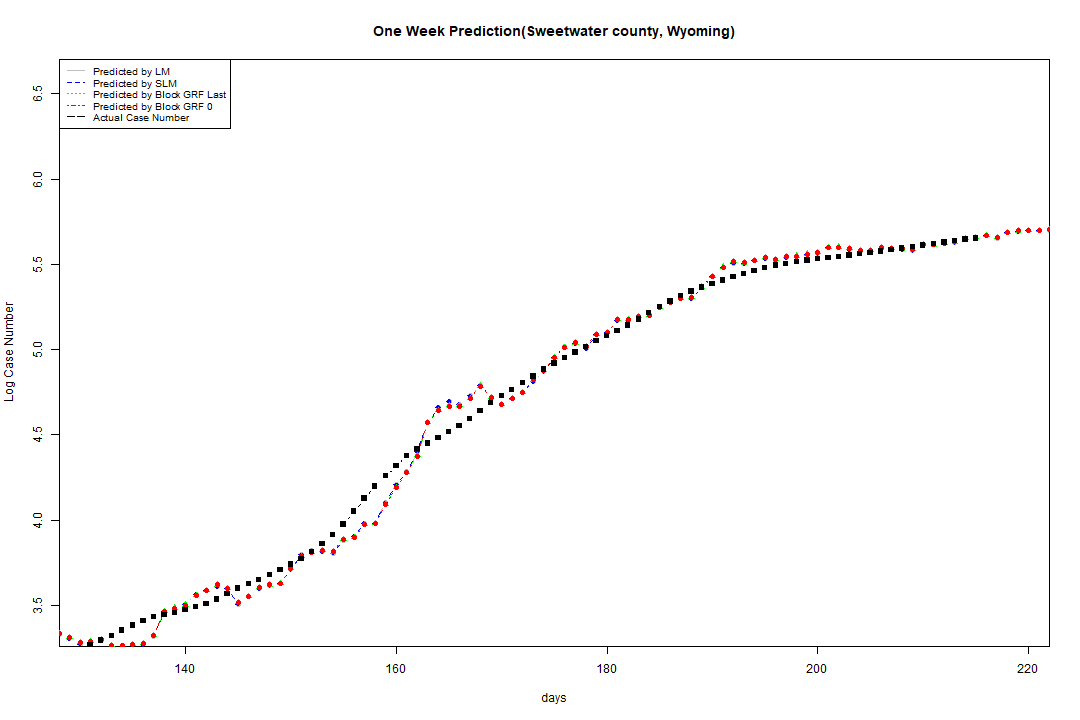 One Week Prediction(Sweetwater county, Wyoming)
Predicted by LM
Predicted by SLM
Predicted by Block GRF Last
Predicted by Block GRF 0
Actual Case Number
6.5
6.0
5.5
5.0
4.5
4.0
3.5
Log Case Number
140 160 180 200 220
days